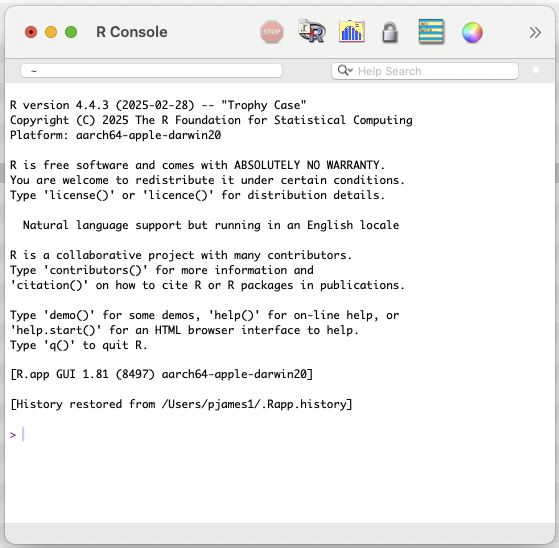 R Console
STOP
~
Help Search
R version 4.4.3 (2025-02-28) -- "Trophy Case"
Copyright (C) 2025 The R Foundation for Statistical Computing
Platform: aarch64-apple-darwin20
R is free software and comes with ABSOLUTELY NO WARRANTY.
You are welcome to redistribute it under certain conditions.
Type 'license()' or 'licence()' for distribution details.
Natural language support but running in an English locale
R is a collaborative project with many contributors.
Type 'contributors()' for more information and
'citation()' on how to cite R or R packages in publications.
Type 'demo()' for some demos, 'help()' for on-line help, or
'help.start()' for an HTML browser interface to help.
Type 'q()' to quit R.
[R.app GUI 1.81 (8497) aarch64-apple-darwin20]
[History restored from /Users/pjames1/.Rapp.history]
>